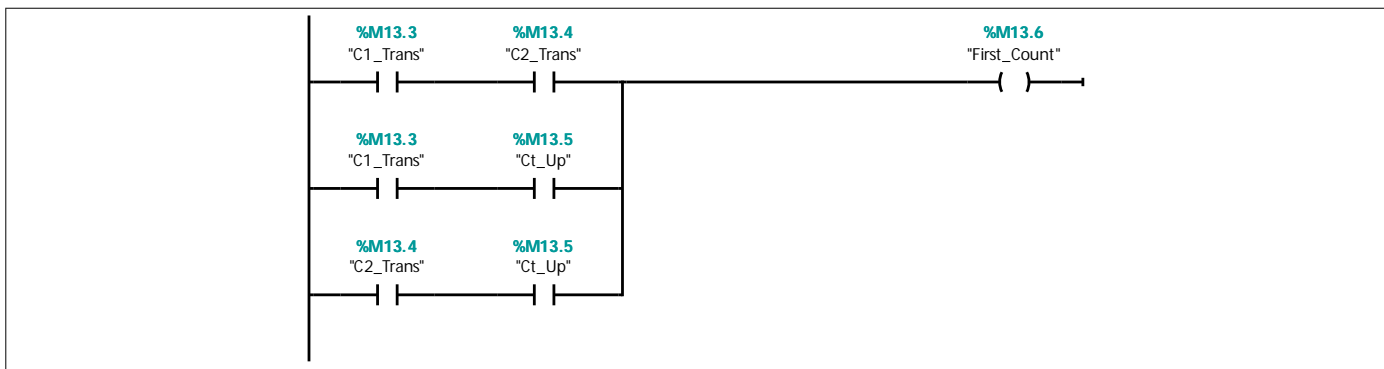 %M13.3 %M13.4 %M13.6
"C1_Trans" "C2_Trans" "First_Count"
%M13.3 %M13.5
"C1_Trans" "Ct_Up"
%M13.4 %M13.5
"C2_Trans" "Ct_Up"